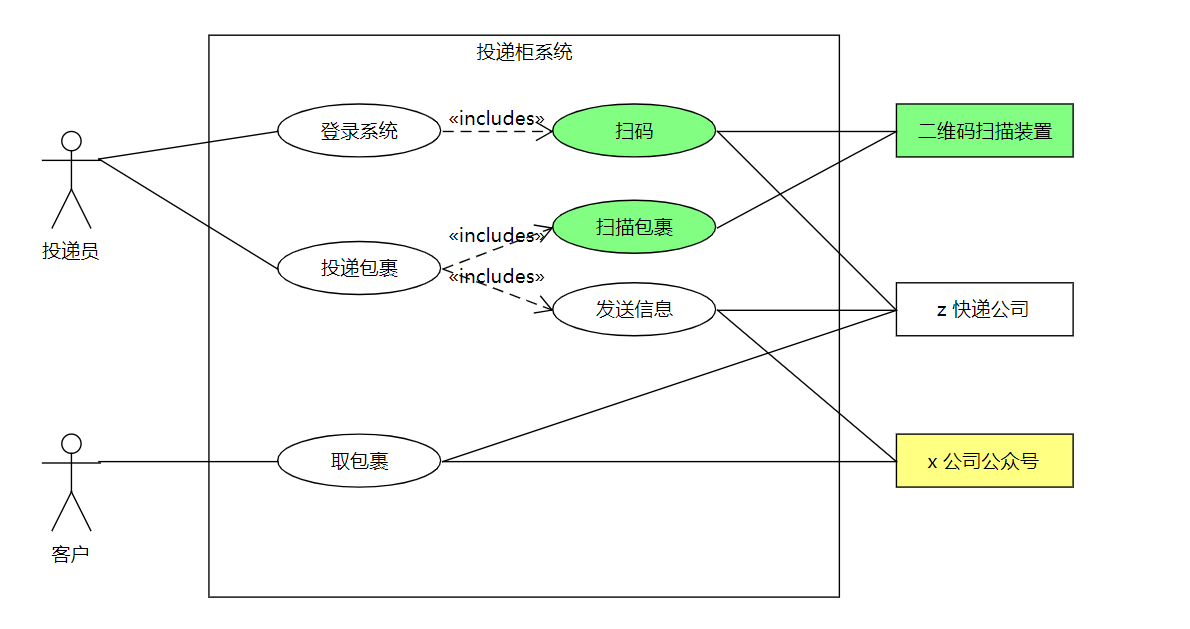 投递柜系统
登录系统
«includes»
扫码
二维码扫描装置
投递员
投递包裹
«includes»
扫描包裹
«includes»
发送信息
z 快递公司
客户
取包裹
x 公司公众号